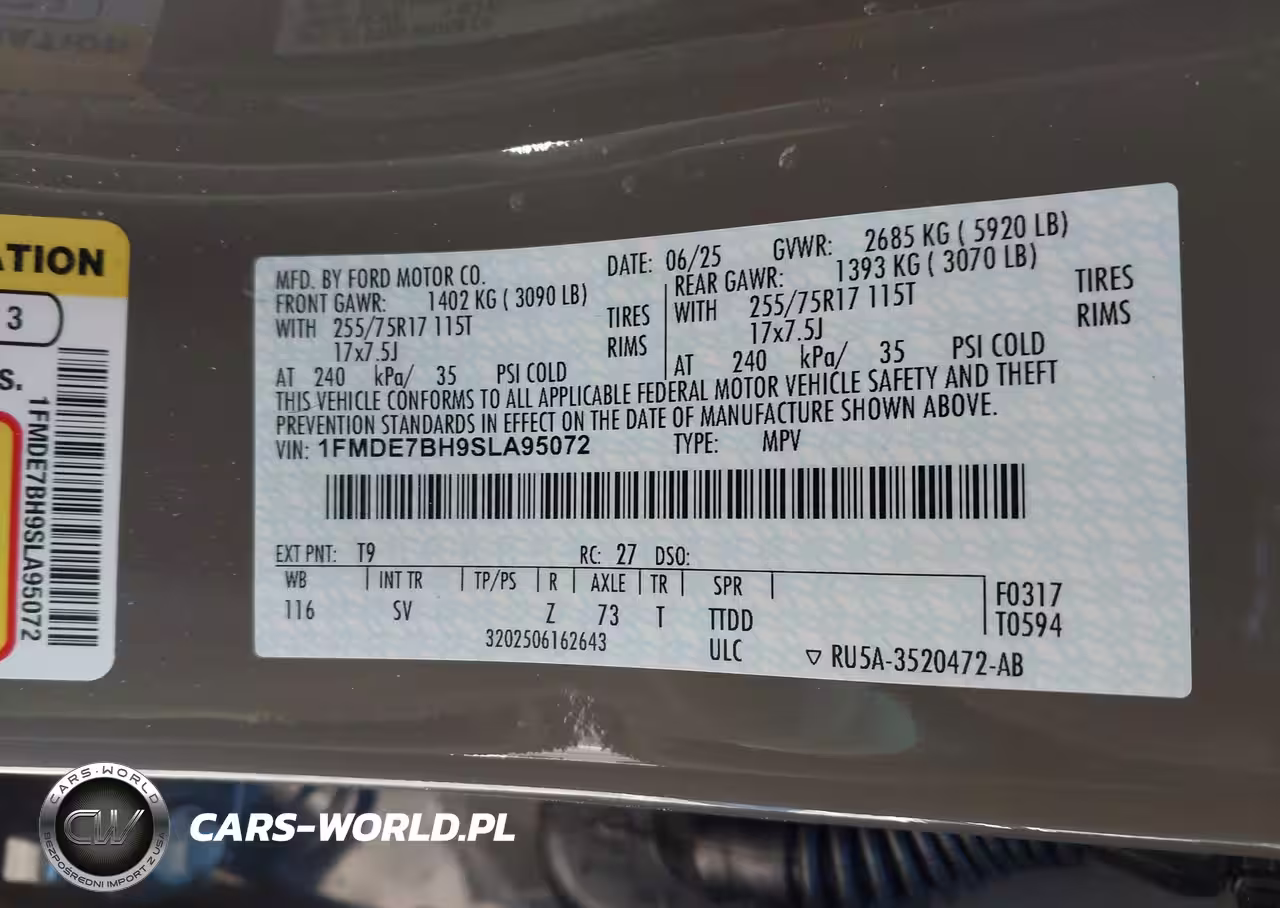 ATION
3
S.
1FMDE7BH9SLA95072
MFD. BY FORD MOTOR CO.
DATE: 06/25 GVWR: 2685 KG ( 5920 LB)
FRONT GAWR: 1402 KG ( 3090 LB)
WITH 255/75R17 115T TIRES
17x7.5J RIMS
AT 240 kPa/ 35 PSI COLD
REAR GAWR: 1393 KG ( 3070 LB)
WITH 255/75R17 115T TIRES
17x7.5J RIMS
AT 240 kPa/ 35 PSI COLD
THIS VEHICLE CONFORMS TO ALL APPLICABLE FEDERAL MOTOR VEHICLE SAFETY AND THEFT
PREVENTION STANDARDS IN EFFECT ON THE DATE OF MANUFACTURE SHOWN ABOVE.
VIN: 1FMDE7BH9SLA95072 TYPE: MPV
EXT PNT: T9 RC: 27 DSO:
WB INT TR TP/PS R AXLE TR SPR
116 SV Z 73 T TTDD
F0317
T0594
3202506162643 ULC
RU5A-3520472-AB
CARS-WORLD
CW
BEZPOŚREDNI IMPORT Z USA
CARS-WORLD.PL